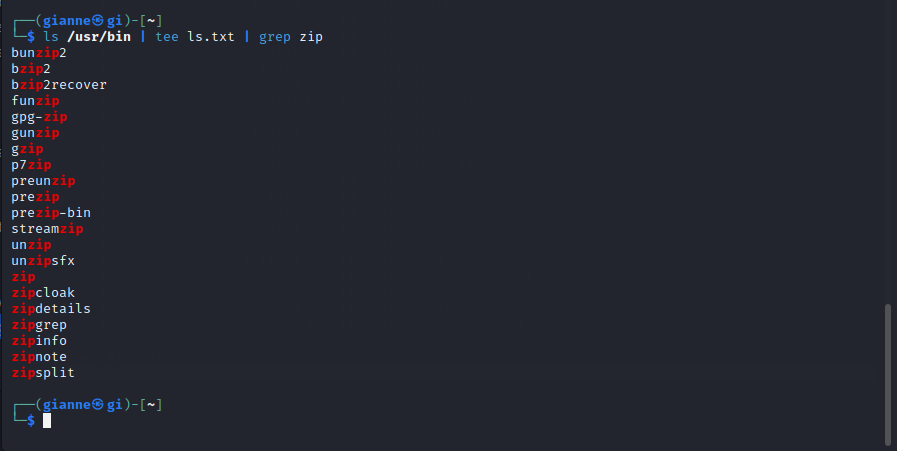 ┌──(gianne㉿gi)-[~]
└─$ ls /usr/bin | tee ls.txt | grep zip
bunzip2
bzip2
bzip2recover
funzip
gpg-zip
gunzip
gzip
p7zip
preunzip
prezip
prezip-bin
streamzip
unzip
unzipsfx
zip
zipcloak
zipdetails
zipgrep
zipinfo
zipnote
zipsplit
┌──(gianne㉿gi)-[~]
└─$